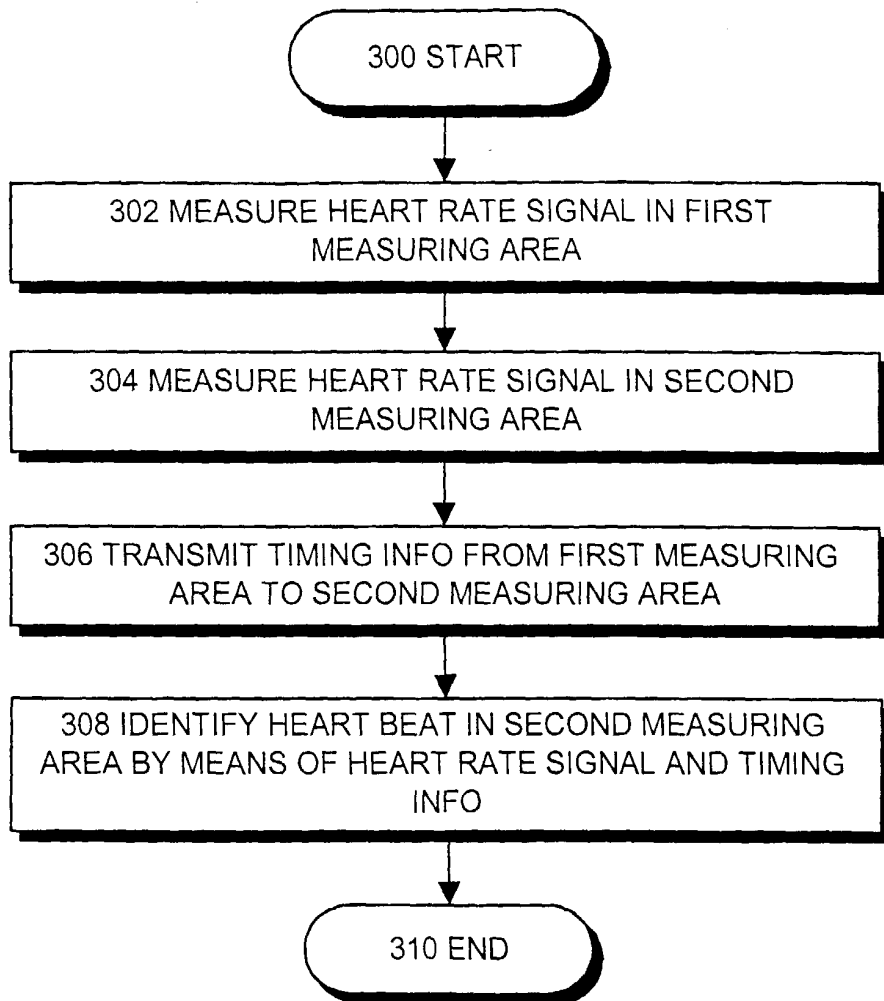 300 START
302 MEASURE HEART RATE SIGNAL IN FIRST
MEASURING AREA
304 MEASURE HEART RATE SIGNAL IN SECOND
MEASURING AREA
306 TRANSMIT TIMING INFO FROM FIRST MEASURING
AREA TO SECOND MEASURING AREA
308 IDENTIFY HEART BEAT IN SECOND MEASURING
AREA BY MEANS OF HEART RATE SIGNAL AND TIMING
INFO
310 END